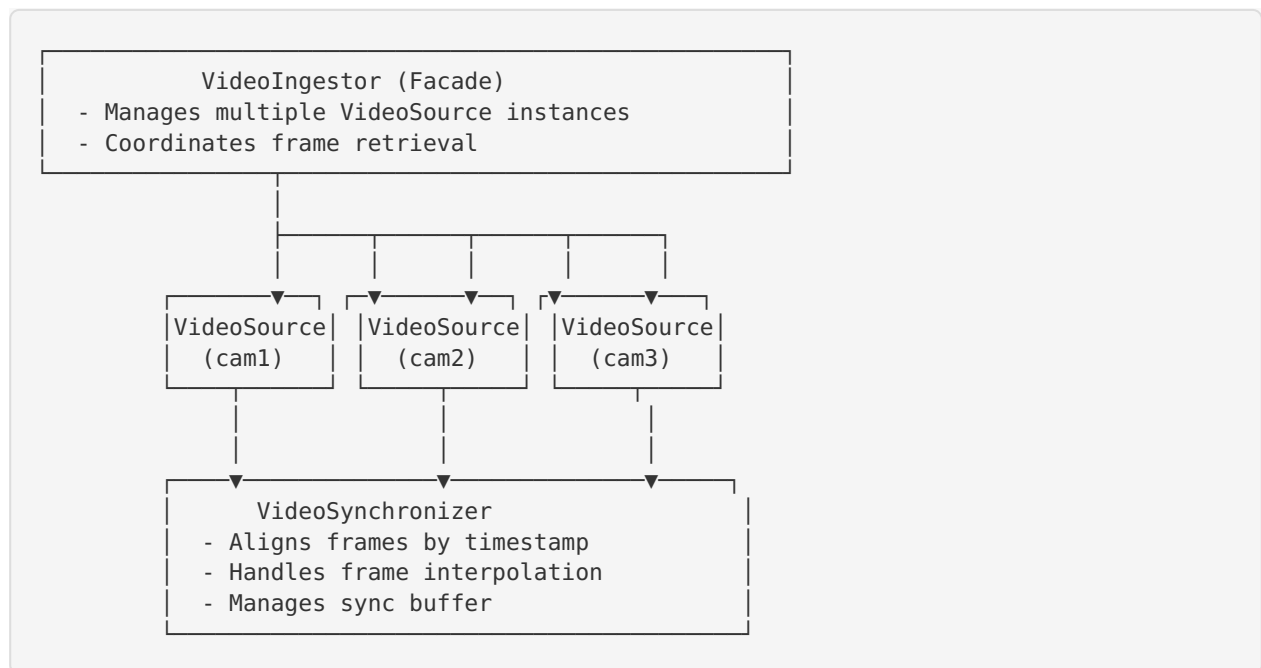 VideoIngestor (Facade)
- Manages multiple VideoSource instances
- Coordinates frame retrieval
VideoSource VideoSource VideoSource
(cam1) (cam2) (cam3)
VideoSynchronizer
- Aligns frames by timestamp
- Handles frame interpolation
- Manages sync buffer